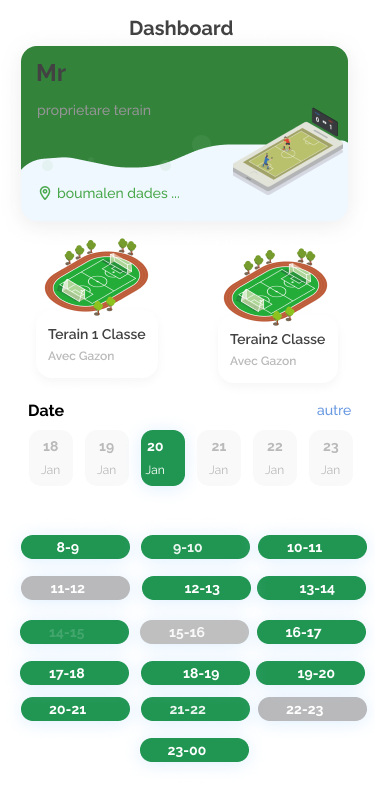 Dashboard
Mr
proprietare terain
0 - 1
boumalen dades ...
Terain 1 Classe
Avec Gazon
Terain2 Classe
Avec Gazon
Date
autre
18 19 20 21 22 23
Jan Jan Jan Jan Jan Jan
8-9 9-10 10-11
11-12 12-13 13-14
14-15 15-16 16-17
17-18 18-19 19-20
20-21 21-22 22-23
23-00